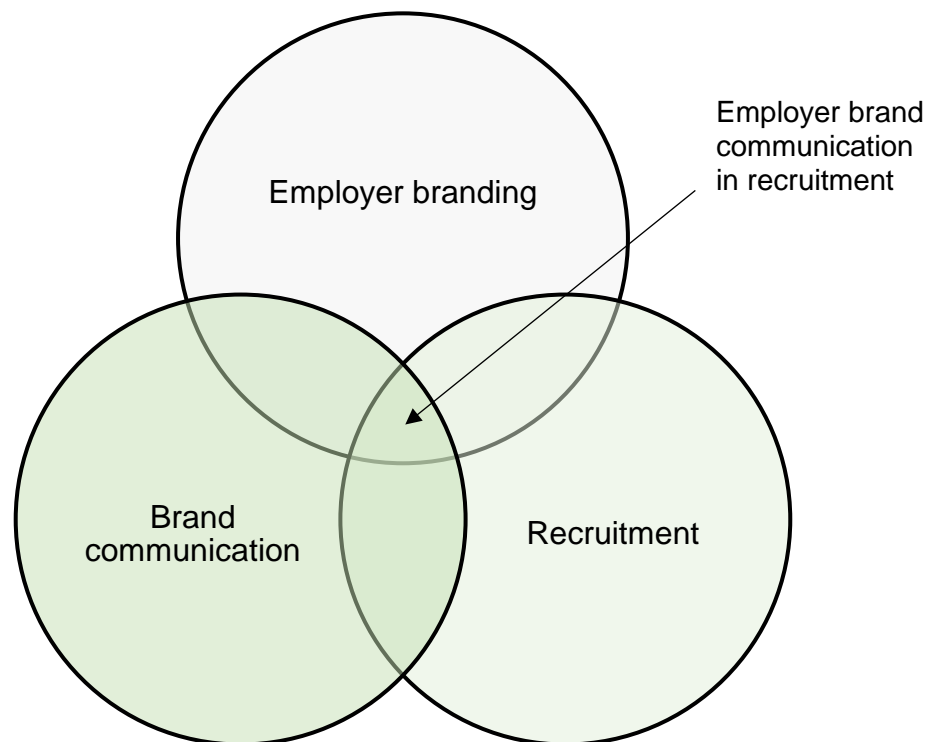 Employer brand
communication
in recruitment
Employer branding
Brand
communication
Recruitment